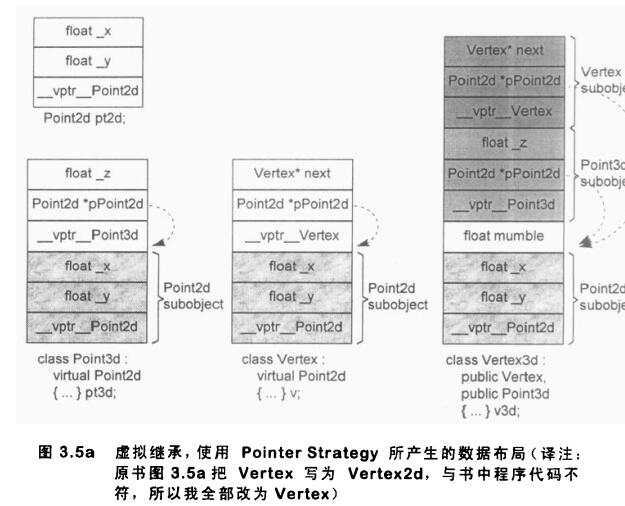 float _x
float _y
__vptr__Point2d
Point2d pt2d;
float _z
Point2d *pPoint2d
__vptr__Point3d
float _x
float _y
__vptr__Point2d
Point2d
subobject
class Point3d :
virtual Point2d
{ ... } pt3d;
Vertex* next
Point2d *pPoint2d
__vptr__Vertex
float _x
float _y
__vptr__Point2d
Point2d
subobject
class Vertex :
virtual Point2d
{ ... } v;
Vertex* next
Point2d *pPoint2d
__vptr__Vertex
Vertex
subobje
float _z
Point2d *pPoint2d
__vptr__Point3d
Point3d
subobje
float mumble
float _x
float _y
__vptr__Point2d
Point2d
subobje
class Vertex3d :
public Vertex,
public Point3d
{ ... } v3d;
图 3.5a 虚拟继承,使用 Pointer Strategy 所产生的数据布局(译注:
原书图 3.5a 把 Vertex 写为 Vertex2d, 与书中程序代码不
符,所以我全部改为 Vertex)